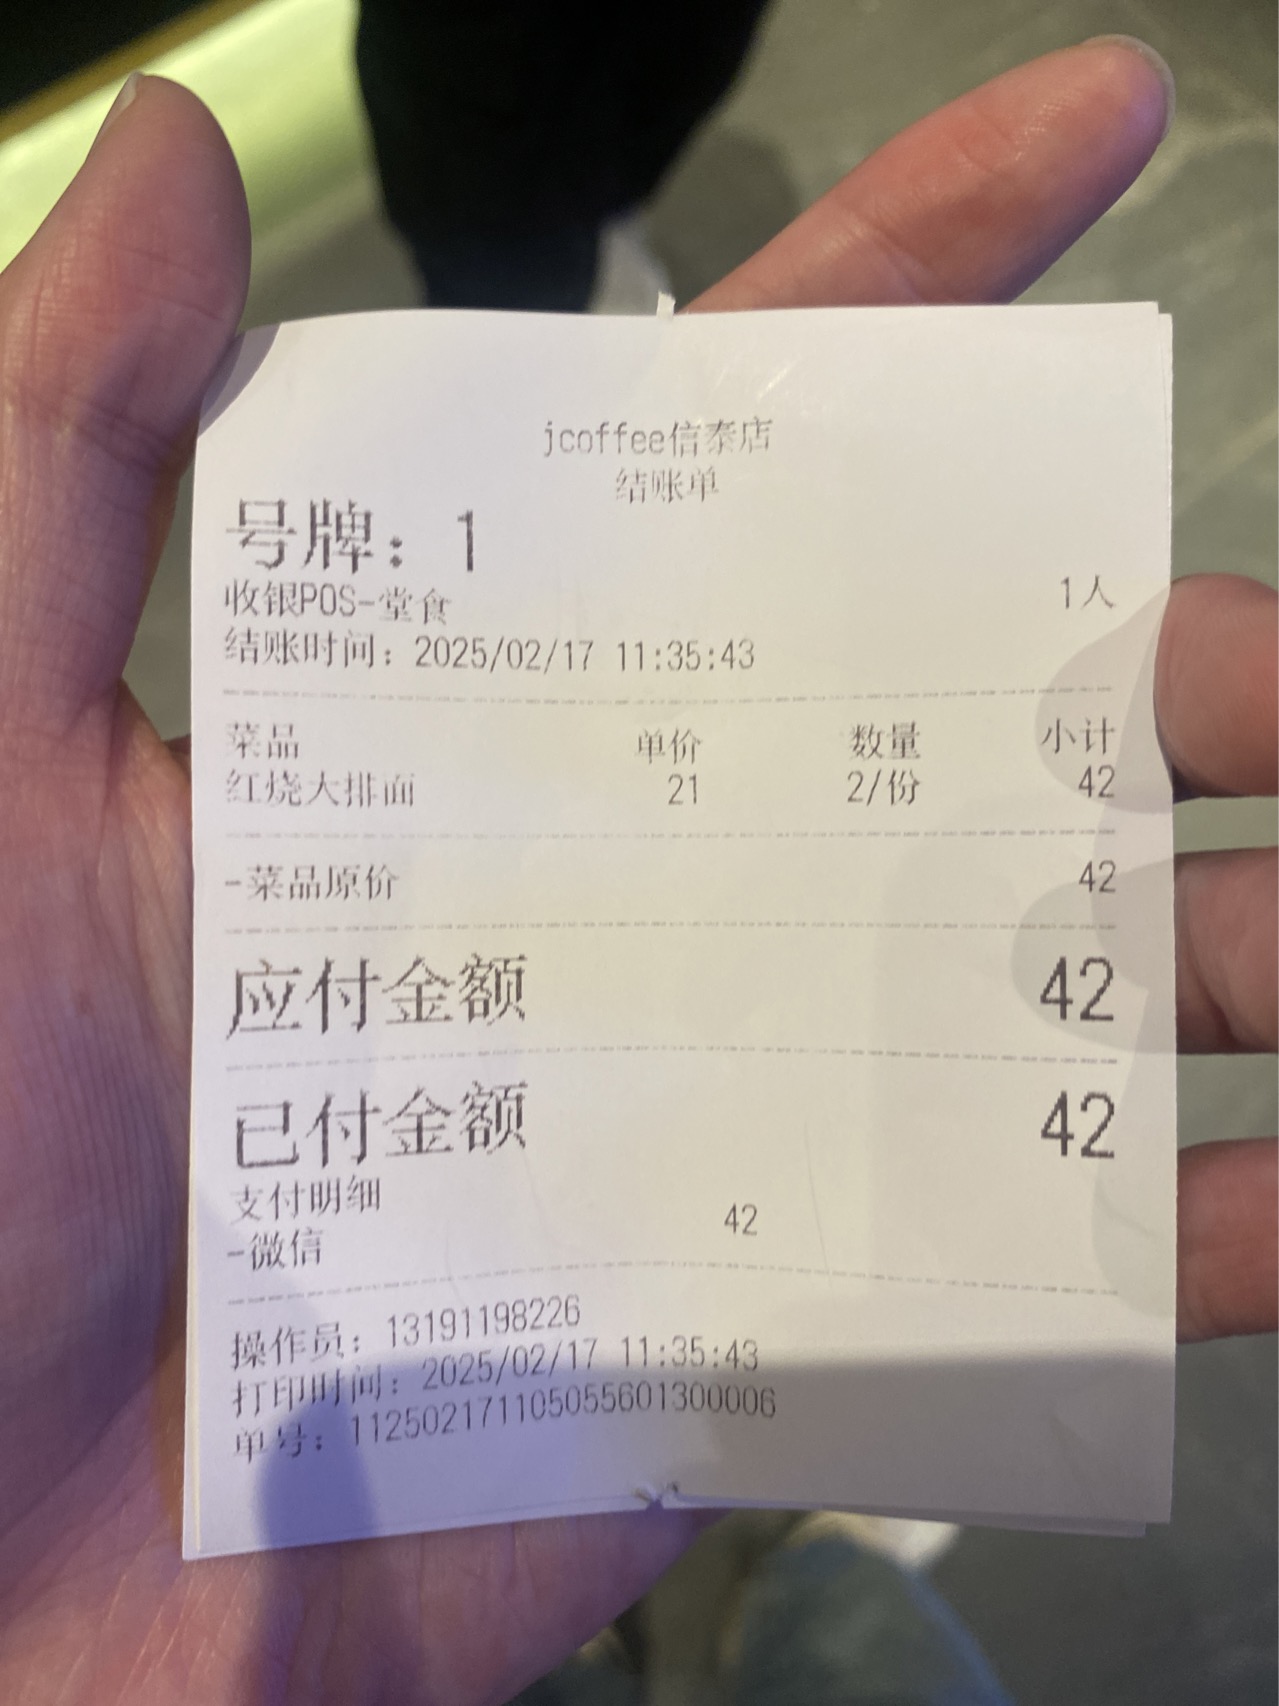 jcoffee信泰店
结账单
号牌：1
收银POS-堂食 1人
结账时间：2025/02/17 11:35:43
菜品 单价 数量 小计
红烧大排面 21 2/份 42
-菜品原价 42
应付金额 42
已付金额 42
支付明细
-微信 42
操作员：13191198226
打印时间：2025/02/17 11:35:43
单号：112502171105055601300006